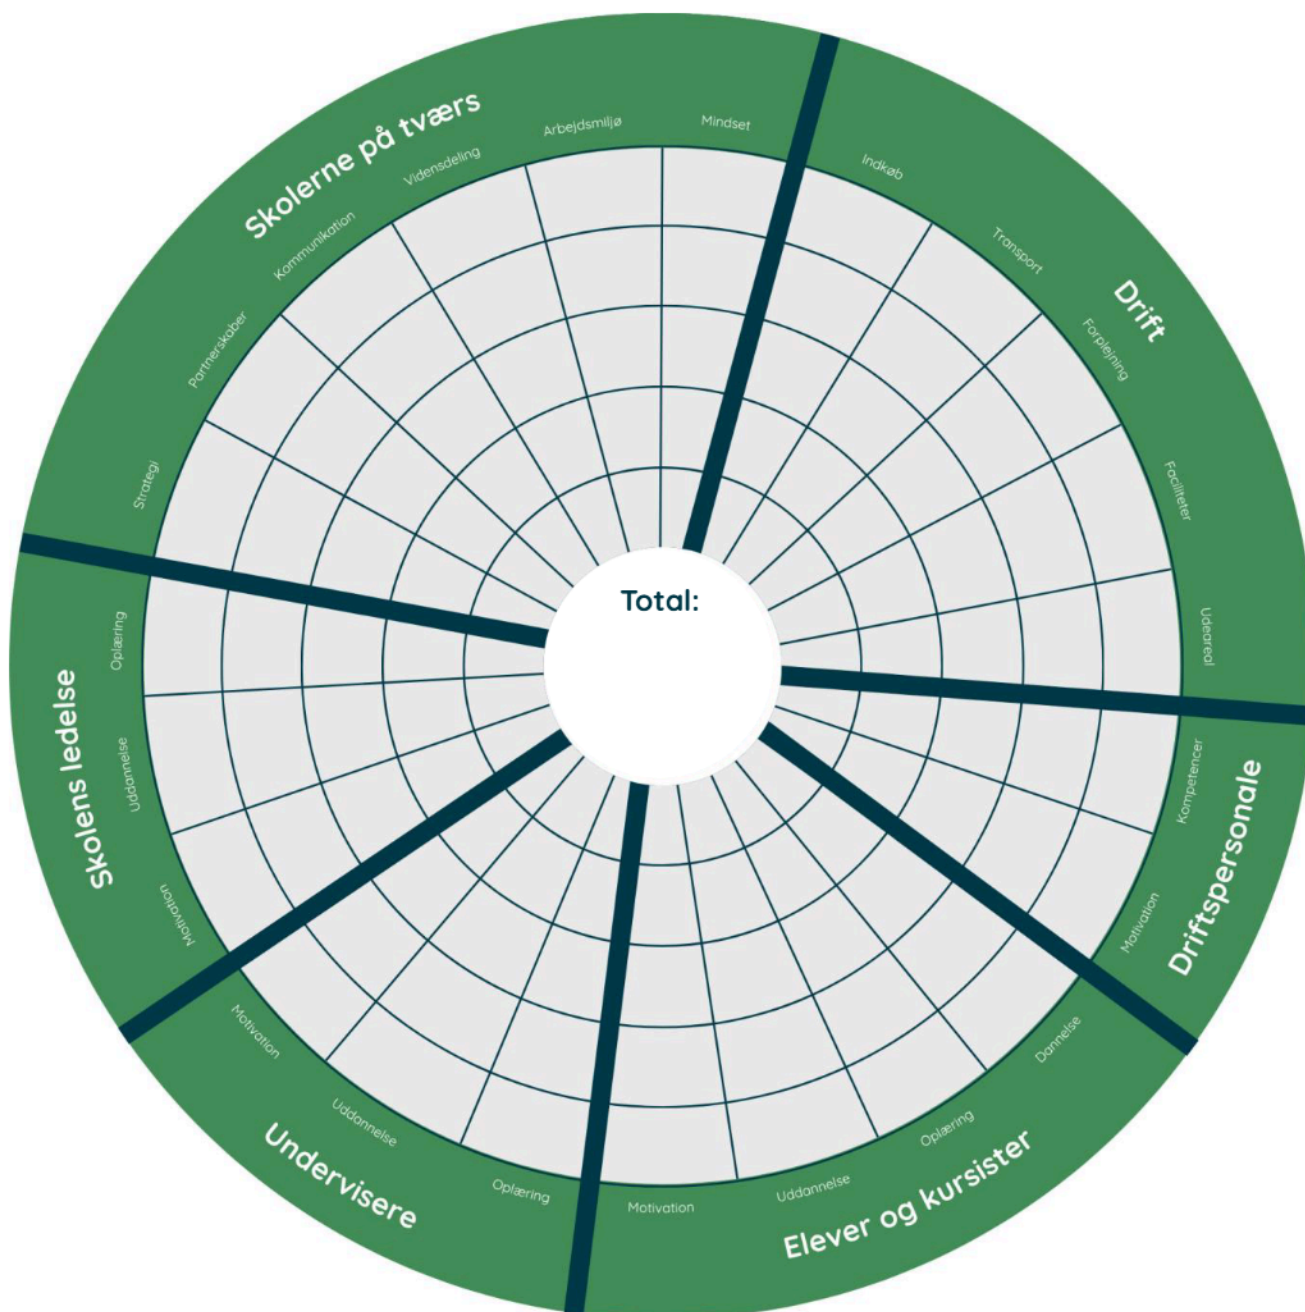 Skolerne på tværs
Strategi
Partnerskaber
Kommunikation
Vidensdeling
Arbejdsmiljø
Mindset
Drift
Indkøb
Transport
Forplejning
Faciliteter
Udeareal
Driftspersonale
Kompetencer
Motivation
Elever og kursister
Dannelse
Oplæring
Uddannelse
Motivation
Undervisere
Oplæring
Uddannelse
Motivation
Skolens ledelse
Motivation
Uddannelse
Oplæring
Total: